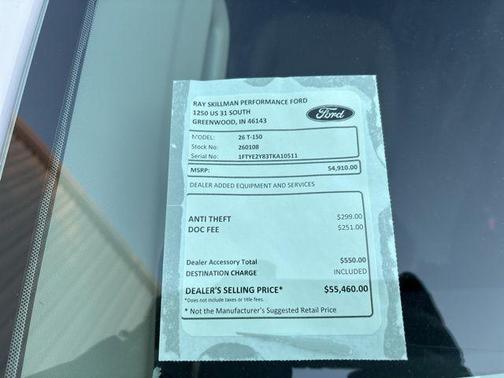 RAY SKILLMAN PERFORMANCE FORD
1250 US 31 SOUTH
GREENWOOD, IN 46143
Ford
MODEL: 26 T-150
Stock No: 260108
Serial No: 1FTYE2Y83TKA10511
MSRP: 54,910.00
DEALER ADDED EQUIPMENT AND SERVICES
ANTI THEFT $299.00
DOC FEE $251.00
Dealer Accessory Total $550.00
DESTINATION CHARGE INCLUDED
DEALER'S SELLING PRICE* $55,460.00
*Does not include taxes or title fees.
* Not the Manufacturer's Suggested Retail Price